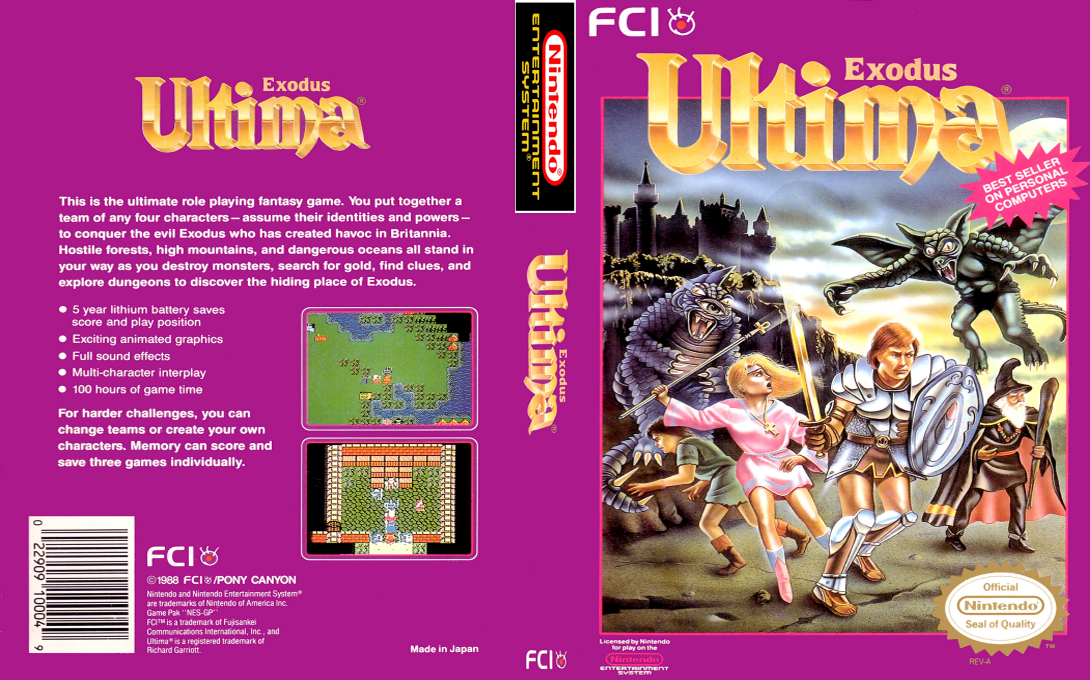 Exodus
Ultima®
This is the ultimate role playing fantasy game. You put together a
team of any four characters—assume their identities and powers—
to conquer the evil Exodus who has created havoc in Britannia.
Hostile forests, high mountains, and dangerous oceans all stand in
your way as you destroy monsters, search for gold, find clues, and
explore dungeons to discover the hiding place of Exodus.
● 5 year lithium battery saves
score and play position
● Exciting animated graphics
● Full sound effects
● Multi-character interplay
● 100 hours of game time
For harder challenges, you can
change teams or create your own
characters. Memory can score and
save three games individually.
0 22909 10004 9
FCI
©1988 FCI/PONY CANYON
Nintendo and Nintendo Entertainment System®
are trademarks of Nintendo of America Inc.
Game Pak ''NES-GP''
FCI™ is a trademark of Fujisankei
Communications International, Inc., and
Ultima® is a registered trademark of
Richard Garriott.
Made in Japan
Nintendo®
ENTERTAINMENT
SYSTEM®
Exodus
Ultima®
FCI
FCI
Exodus
Ultima®
BEST SELLER
ON PERSONAL
COMPUTERS
Official
Nintendo®
Seal of Quality
TM
REV-A
Licensed by Nintendo
for play on the
Nintendo
ENTERTAINMENT
SYSTEM